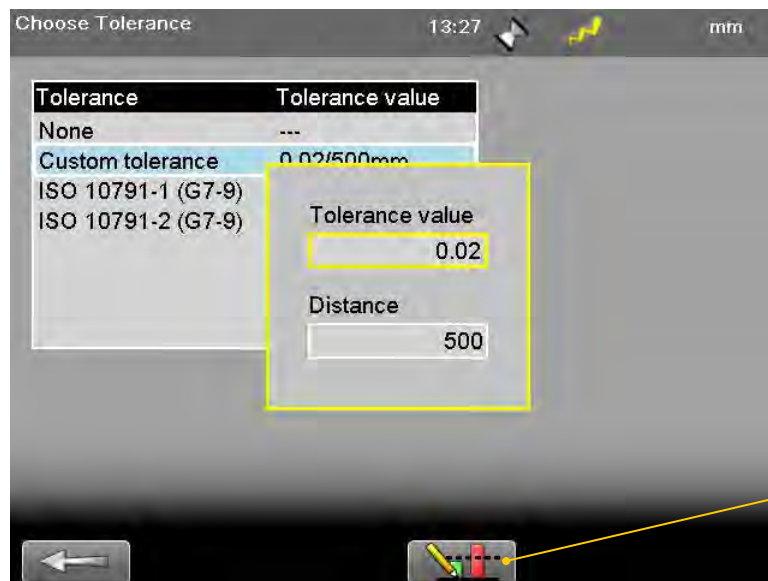 Choose Tolerance 13:27 mm
Tolerance Tolerance value
None ---
Custom tolerance 0.02/500mm
ISO 10791-1 (G7-9)
ISO 10791-2 (G7-9)
Tolerance value
0.02
Distance
500